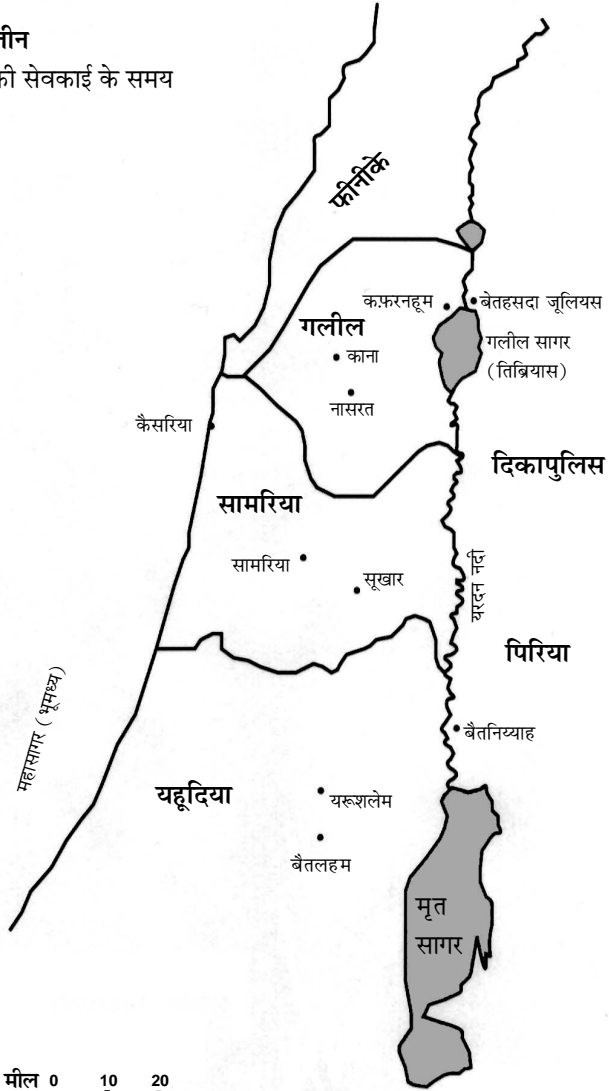 की सेवकाई के समय
फीनीके
कफ़रनहूम
बेतहसदा जूलियस
गलील
काना
गलील सागर
(तिब्रियास)
नासरत
कैसरिया
दिकापुलिस
सामरिया
सामरिया
सूखार
यरदन नदी
पिरिया
महासागर (भूमध्य)
बैतनिय्याह
यहूदिया
यरूशलेम
बैतलहम
मृत
सागर
मील 0 10 20